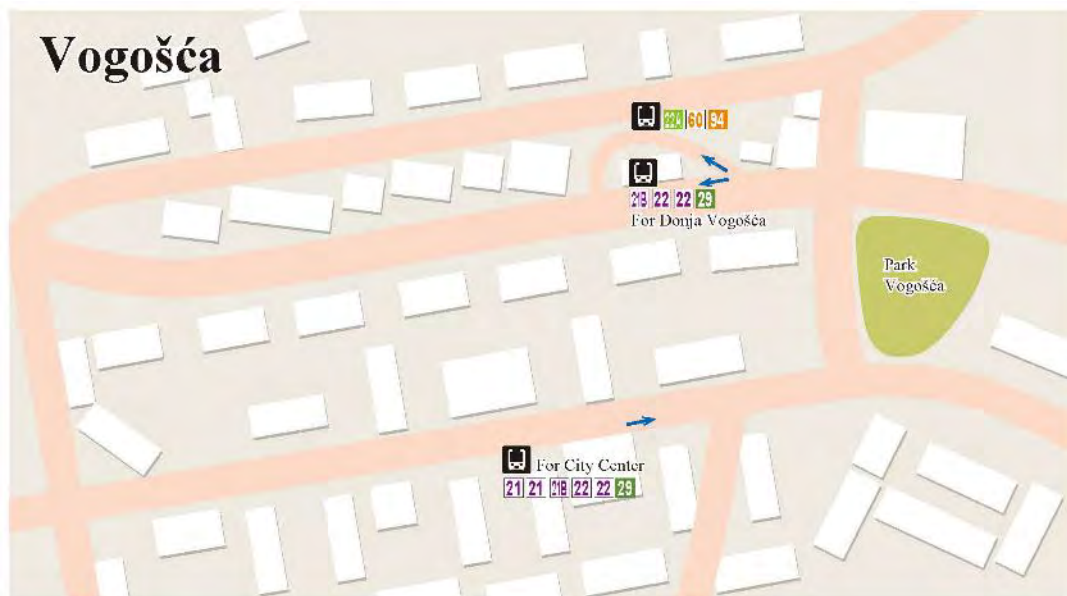 Vogošća
22A 60 94
21B 22 22 29
For Donja Vogošća
Park
Vogošća
For City Center
21 21 21B 22 22 29